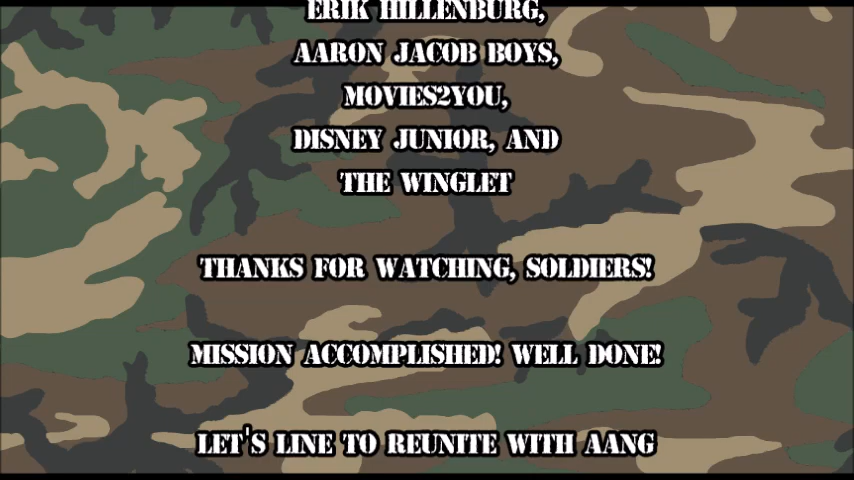 ERIK HILLENBURG,
AARON JACOB BOYS,
MOVIES2YOU,
DISNEY JUNIOR, AND
THE WINGLET
THANKS FOR WATCHING, SOLDIERS!
MISSION ACCOMPLISHED! WELL DONE!
LET'S LINE TO REUNITE WITH AANG